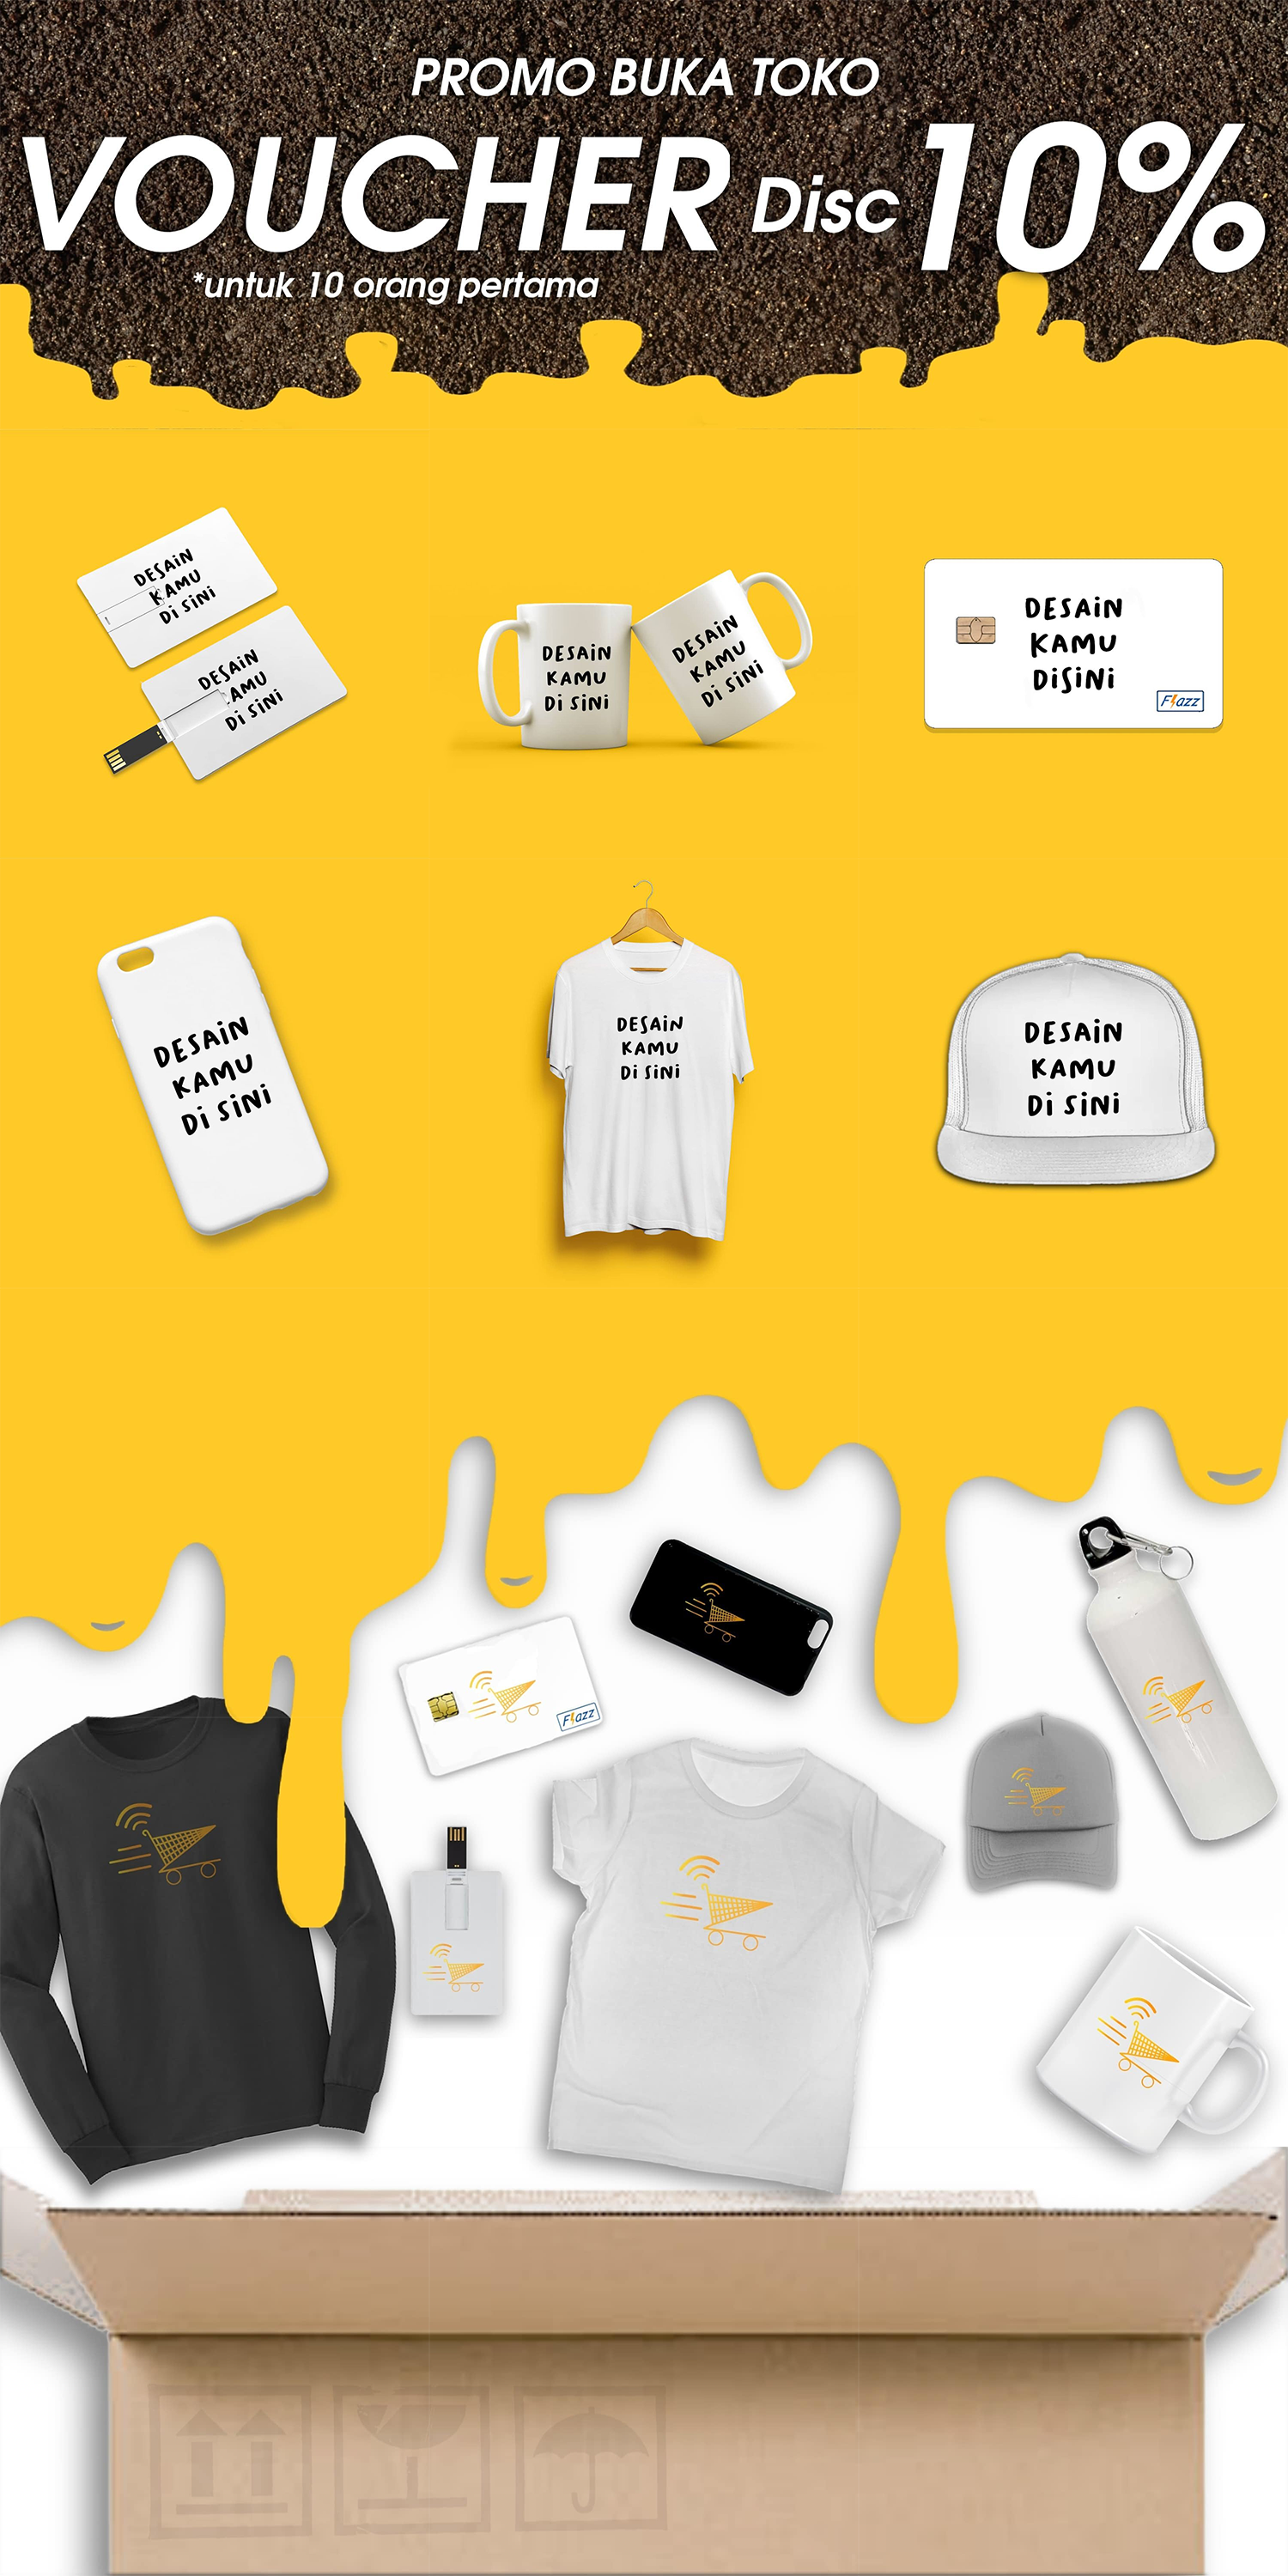 PROMO BUKA TOKO
VOUCHER Disc 10%
*untuk 10 orang pertama
DESAiN
KAMU
Di SiNi
DESAiN
KAMU
Di SiNi
DESAiN
KAMU
Di SiNi
DESAiN
KAMU
Di SiNi
DESAiN
KAMU
DiSiNi
Flazz
DESAiN
KAMU
Di SiNi
DESAiN
KAMU
Di SiNi
DESAiN
KAMU
Di SiNi
Flazz